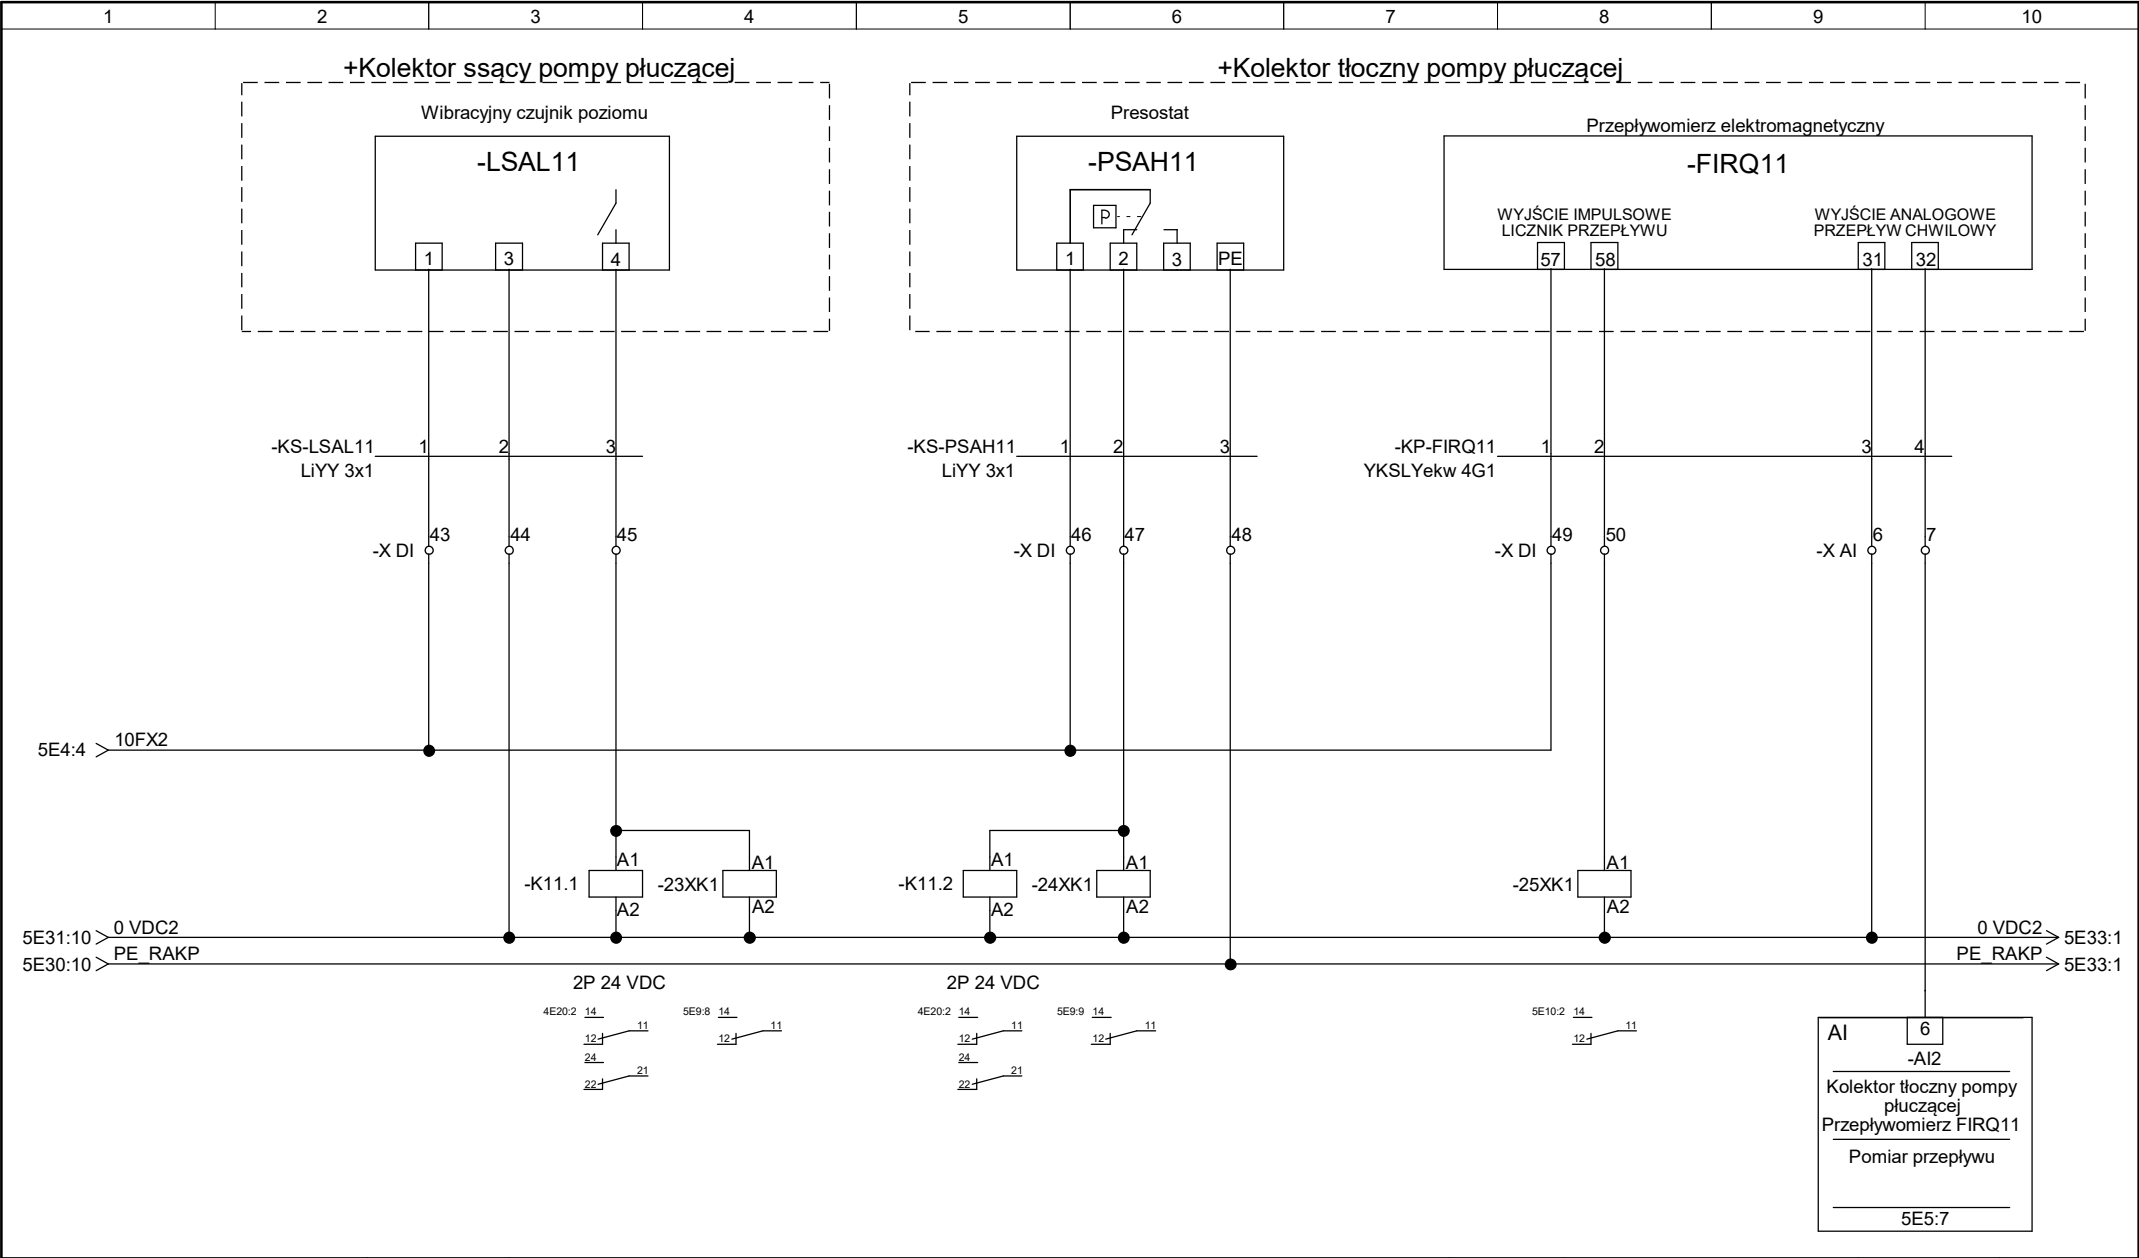 1 2 3 4 5 6 7 8 9 10
+Kolektor ssący pompy płuczącej +Kolektor tłoczny pompy płuczącej
Wibracyjny czujnik poziomu Presostat Przepływomierz elektromagnetyczny
-LSAL11 -PSAH11 -FIRQ11
P
WYJŚCIE IMPULSOWE WYJŚCIE ANALOGOWE
LICZNIK PRZEPŁYWU PRZEPŁYW CHWILOWY
1 3 4 1 2 3 PE 57 58 31 32
-KS-LSAL11 1 2 3 -KS-PSAH11 1 2 3 -KP-FIRQ11 1 2 3 4
LiYY 3x1 LiYY 3x1 YKSLYekw 4G1
43 44 45 46 47 48 49 50 6 7
-X DI -X DI -X DI -X AI
5E4:4 10FX2
A1 A1 A1 A1 A1
-K11.1 -23XK1 -K11.2 -24XK1 -25XK1
A2 A2 A2 A2 A2
5E31:10 0 VDC2 0 VDC2 5E33:1
5E30:10 PE_RAKP PE_RAKP 5E33:1
2P 24 VDC 2P 24 VDC
4E20:2 14 5E9:8 14 4E20:2 14 5E9:9 14 5E10:2 14
11 11 11 11 11
12 12 12 12 12
24 24
21 21
22 22
AI 6
-AI2
Kolektor tłoczny pompy
płuczącej
Przepływomierz FIRQ11
Pomiar przepływu
5E5:7